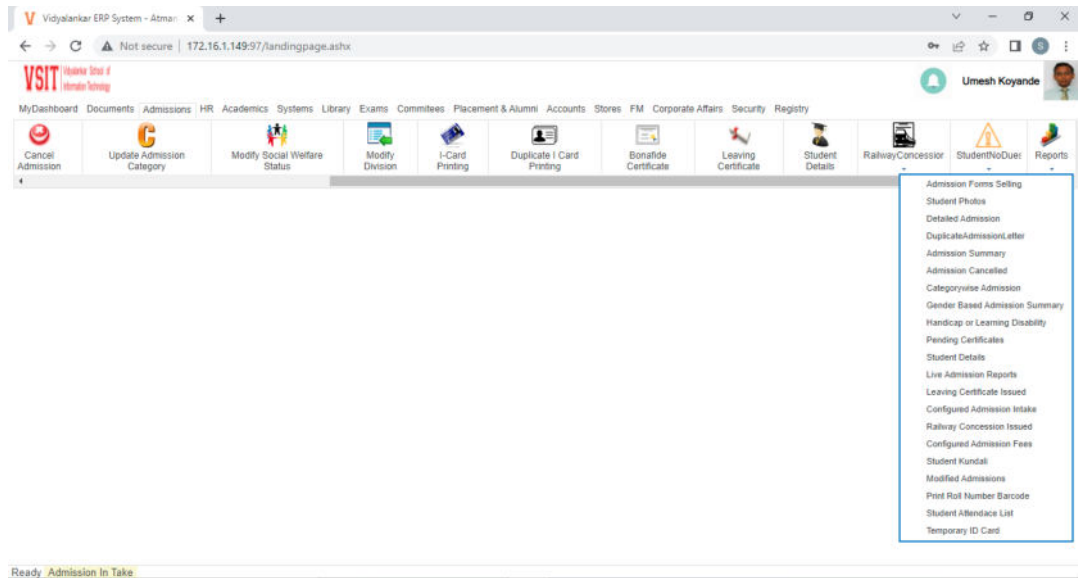 Vidyalankar ERP System - Atman
Not secure | 172.16.1.149:97/landingpage.ashx
S
VSIT Vidyalankar School of
Information Technology
Umesh Koyande
MyDashboard Documents Admissions HR Academics Systems Library Exams Commitees Placement & Alumni Accounts Stores FM Corporate Affairs Security Registry
Cancel Admission
Update Admission Category
Modify Social Welfare Status
Modify Division
I-Card Printing
Duplicate I Card Printing
Bonafide Certificate
Leaving Certificate
Student Details
RailwayConcession
StudentNoDues
Reports
Admission Forms Selling
Student Photos
Detailed Admission
DuplicateAdmissionLetter
Admission Summary
Admission Cancelled
Categorywise Admission
Gender Based Admission Summary
Handicap or Learning Disability
Pending Certificates
Student Details
Live Admission Reports
Leaving Certificate Issued
Configured Admission Intake
Railway Concession Issued
Configured Admission Fees
Student Kundali
Modified Admissions
Print Roll Number Barcode
Student Attendace List
Temporary ID Card
Ready Admission In Take